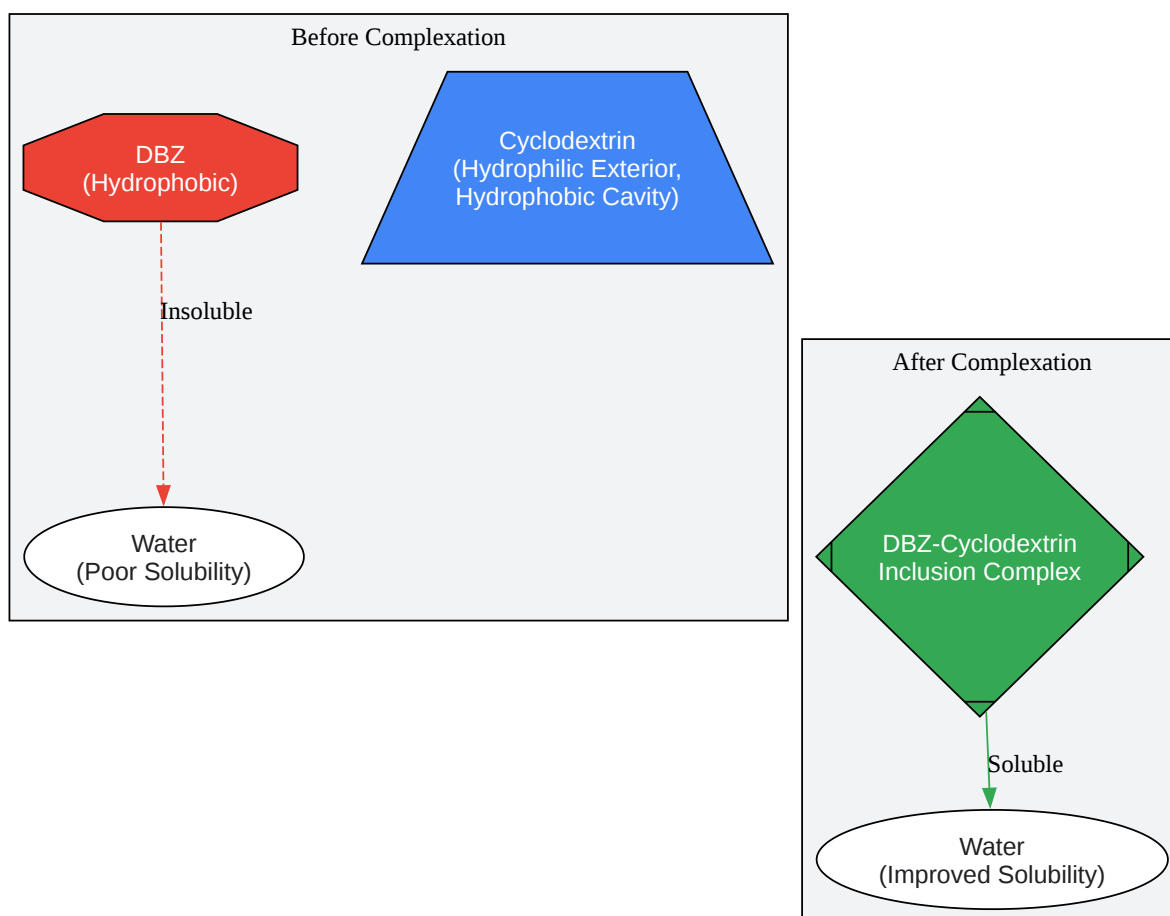 Before Complexation
DBZ
(Hydrophobic)
Cyclodextrin
(Hydrophilic Exterior,
Hydrophobic Cavity)
Insoluble
Water
(Poor Solubility)
After Complexation
DBZ-Cyclodextrin
Inclusion Complex
Soluble
Water
(Improved Solubility)